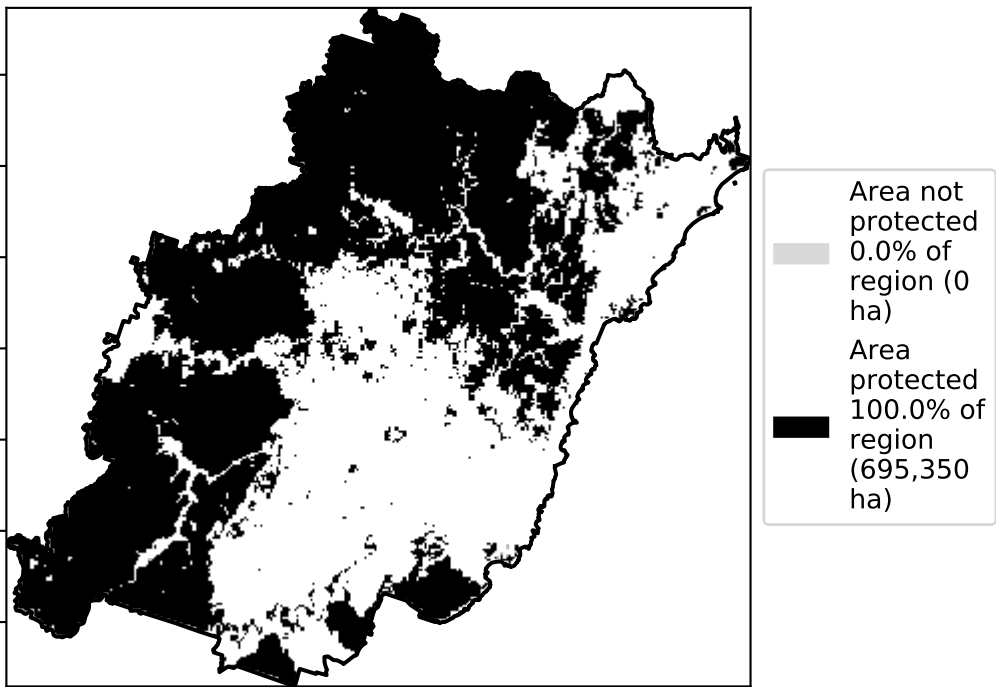 Area not
protected
0.0% of
region (0
ha)
Area
protected
100.0% of
region
(695,350
ha)